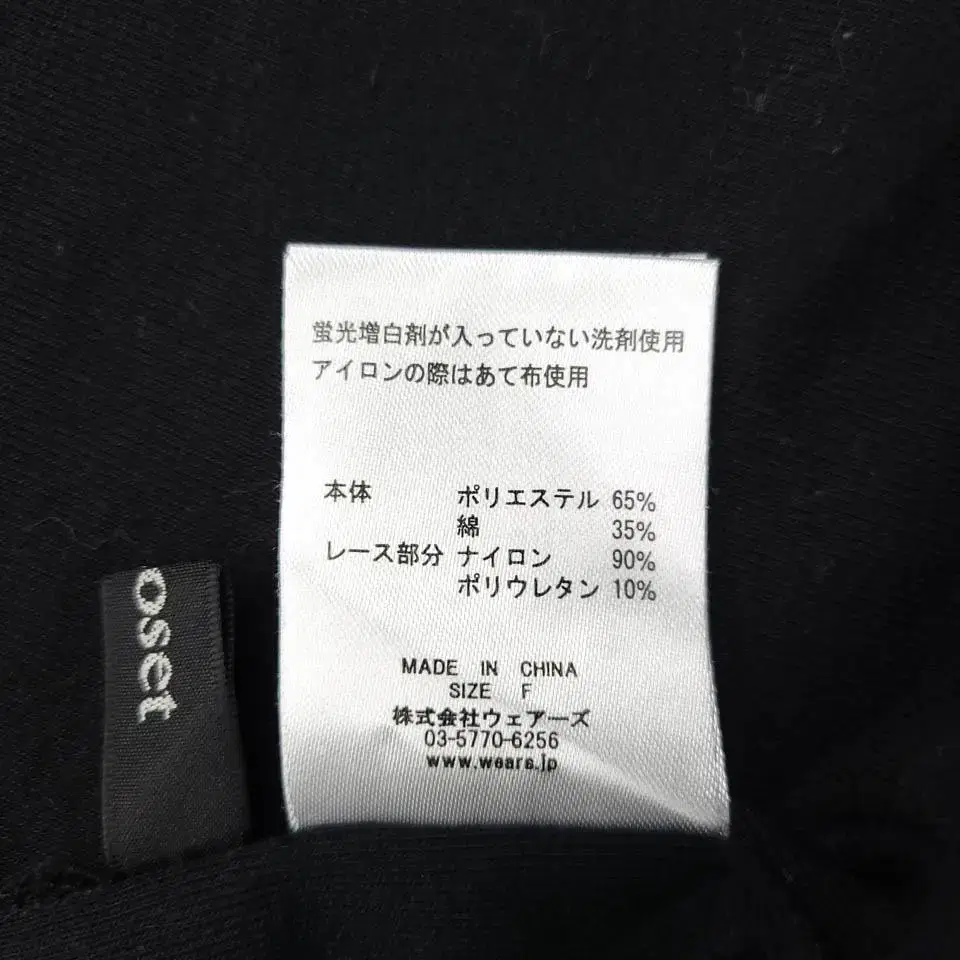 蛍光増白剤が入っていない洗剤使用
アイロンの際はあて布使用
本体 ポリエステル 65%
綿 35%
レース部分 ナイロン 90%
ポリウレタン 10%
MADE IN CHINA
SIZE F
株式会社ウェアーズ
03-5770-6256
www.wears.jp
oset